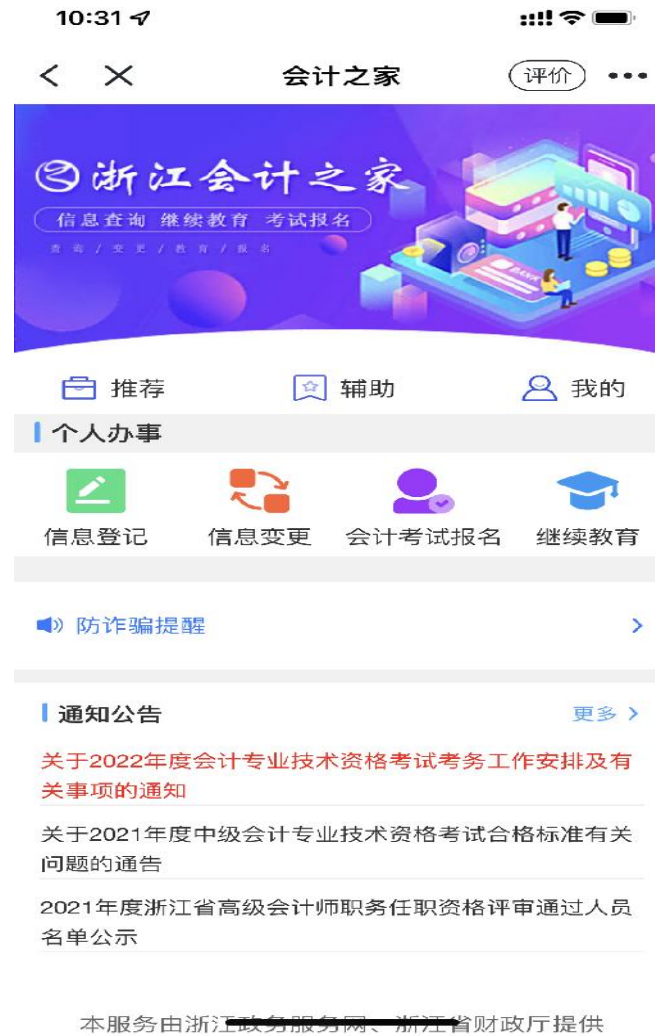 10:31
会计之家
评价
浙江会计之家
信息查询 继续教育 考试报名
查询/变更/教育/报名
BANK
推荐 辅助 我的
个人办事
信息登记 信息变更 会计考试报名 继续教育
防诈骗提醒
通知公告 更多
关于2022年度会计专业技术资格考试考务工作安排及有
关事项的通知
关于2021年度中级会计专业技术资格考试合格标准有关
问题的通告
2021年度浙江省高级会计师职务任职资格评审通过人员
名单公示
本服务由浙江政务服务网、浙江省财政厅提供